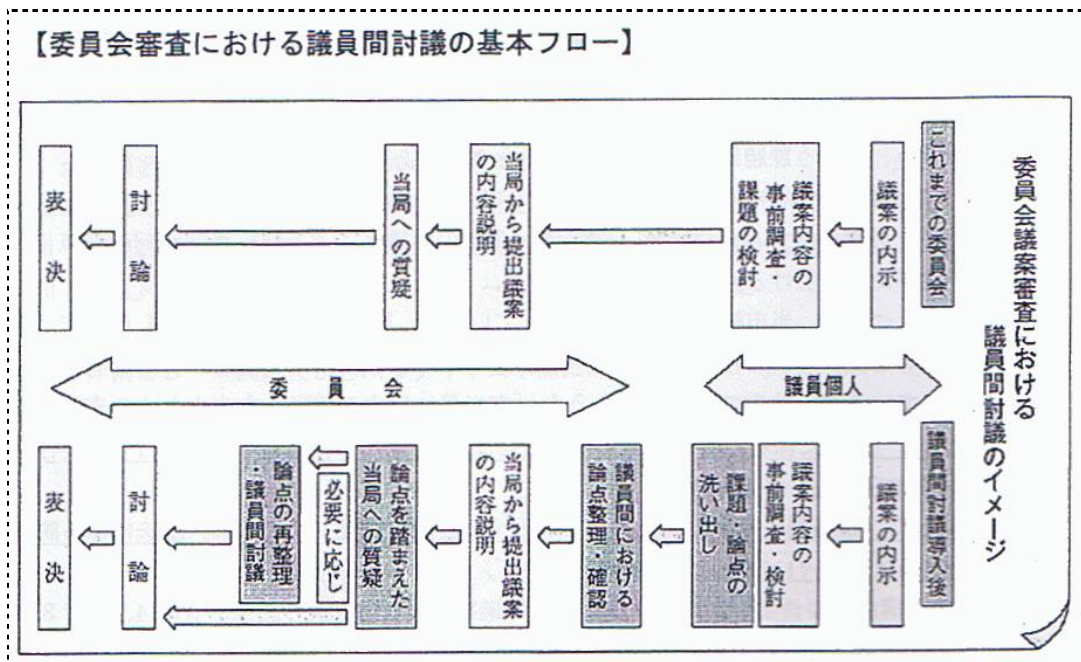 【委員会審査における議員間討議の基本フロー】
委員会議案審査における
議員間討議のイメージ
これまでの委員会
議案の内示
議案内容の
事前調査・
課題の検討
当局から提出議案
の内容説明
当局への質疑
討論
表決
議員個人
委員会
議員間討議導入後
議案の内示
議案内容の
事前調査・検討
課題・論点の
洗い出し
議員間における
論点整理・確認
当局から提出議案
の内容説明
論点を踏まえた
当局への質疑
必要に応じ
論点の再整理
・議員間討議
討論
表決